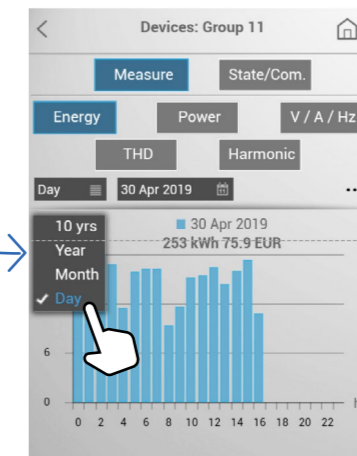 Devices: Group 11
Measure State/Com.
Energy Power V / A / Hz
THD Harmonic
Day 30 Apr 2019 ...
10 yrs
Year
Month
✓ Day
30 Apr 2019
253 kWh 75.9 EUR
6
0
0 2 4 6 8 10 12 14 16 18 20 22